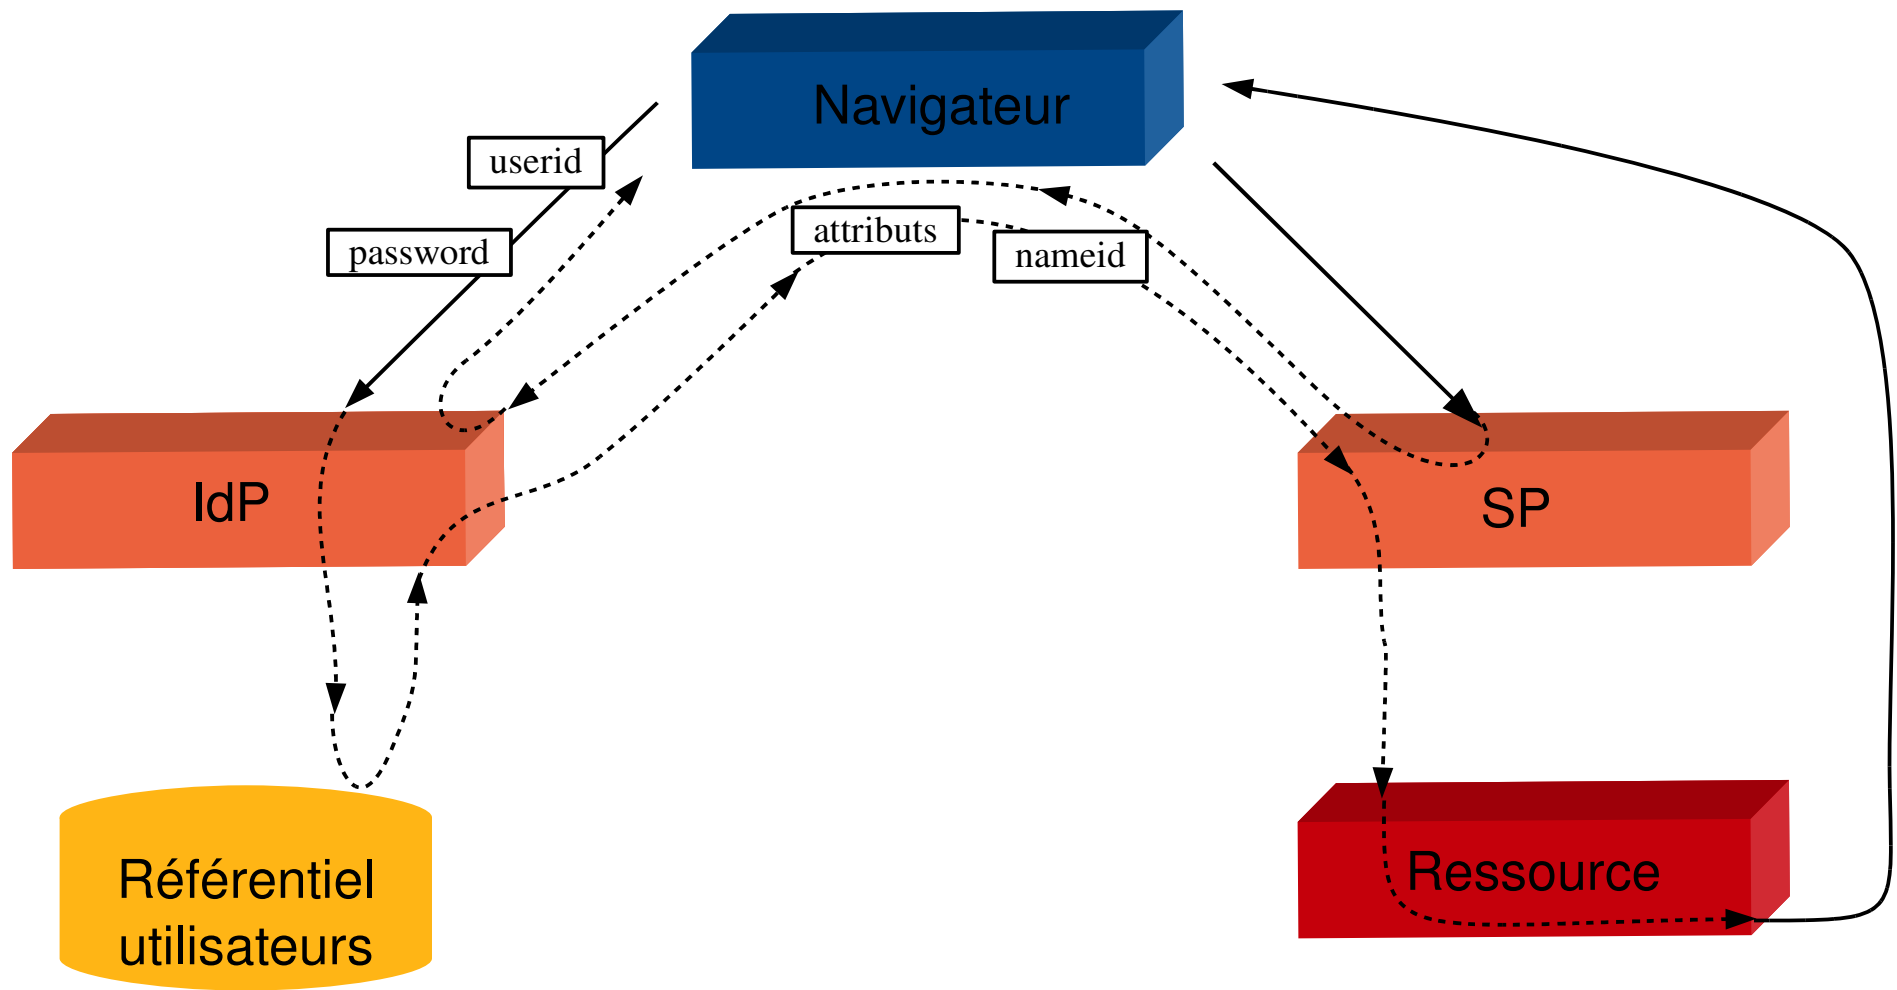 Navigateur
userid
password
attributs
nameid
IdP
SP
Référentiel
utilisateurs
Ressource